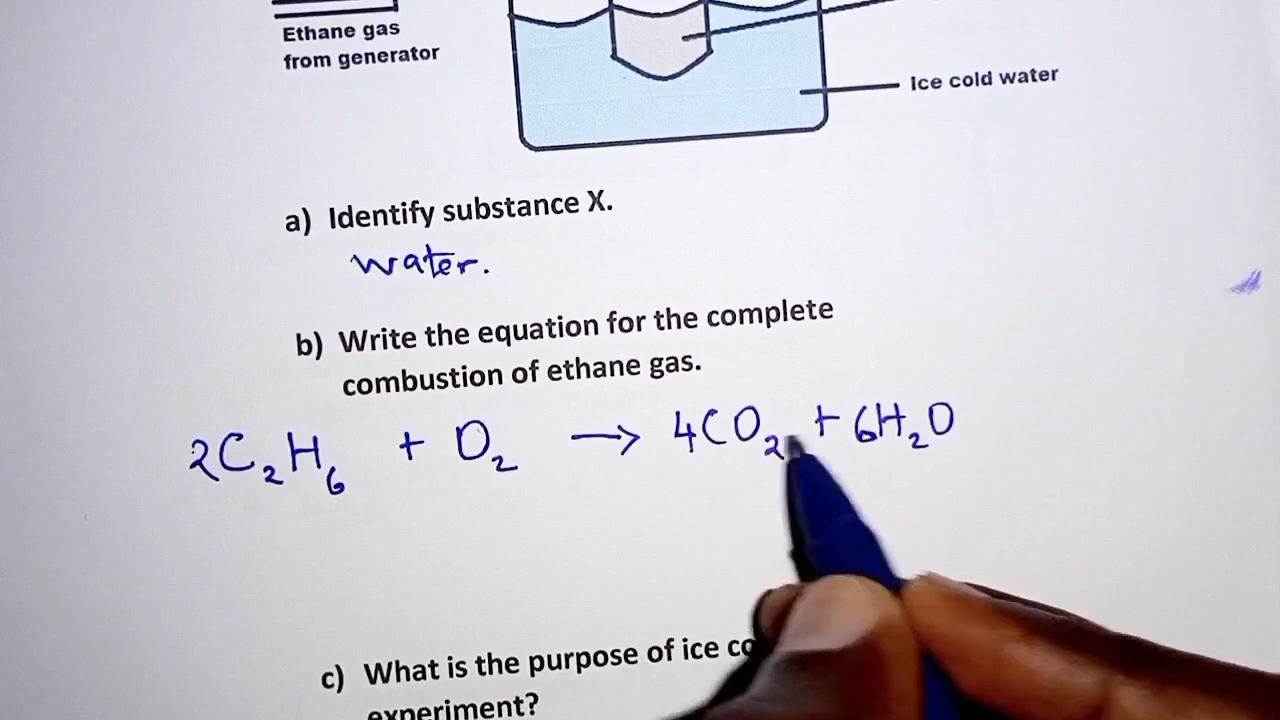 Ethane gas
from generator
Ice cold water
a) Identify substance X.
water.
b) Write the equation for the complete
combustion of ethane gas.
2C₂H₆ + O₂ → 4CO₂ + 6H₂O
c) What is the purpose of ice
experiment?